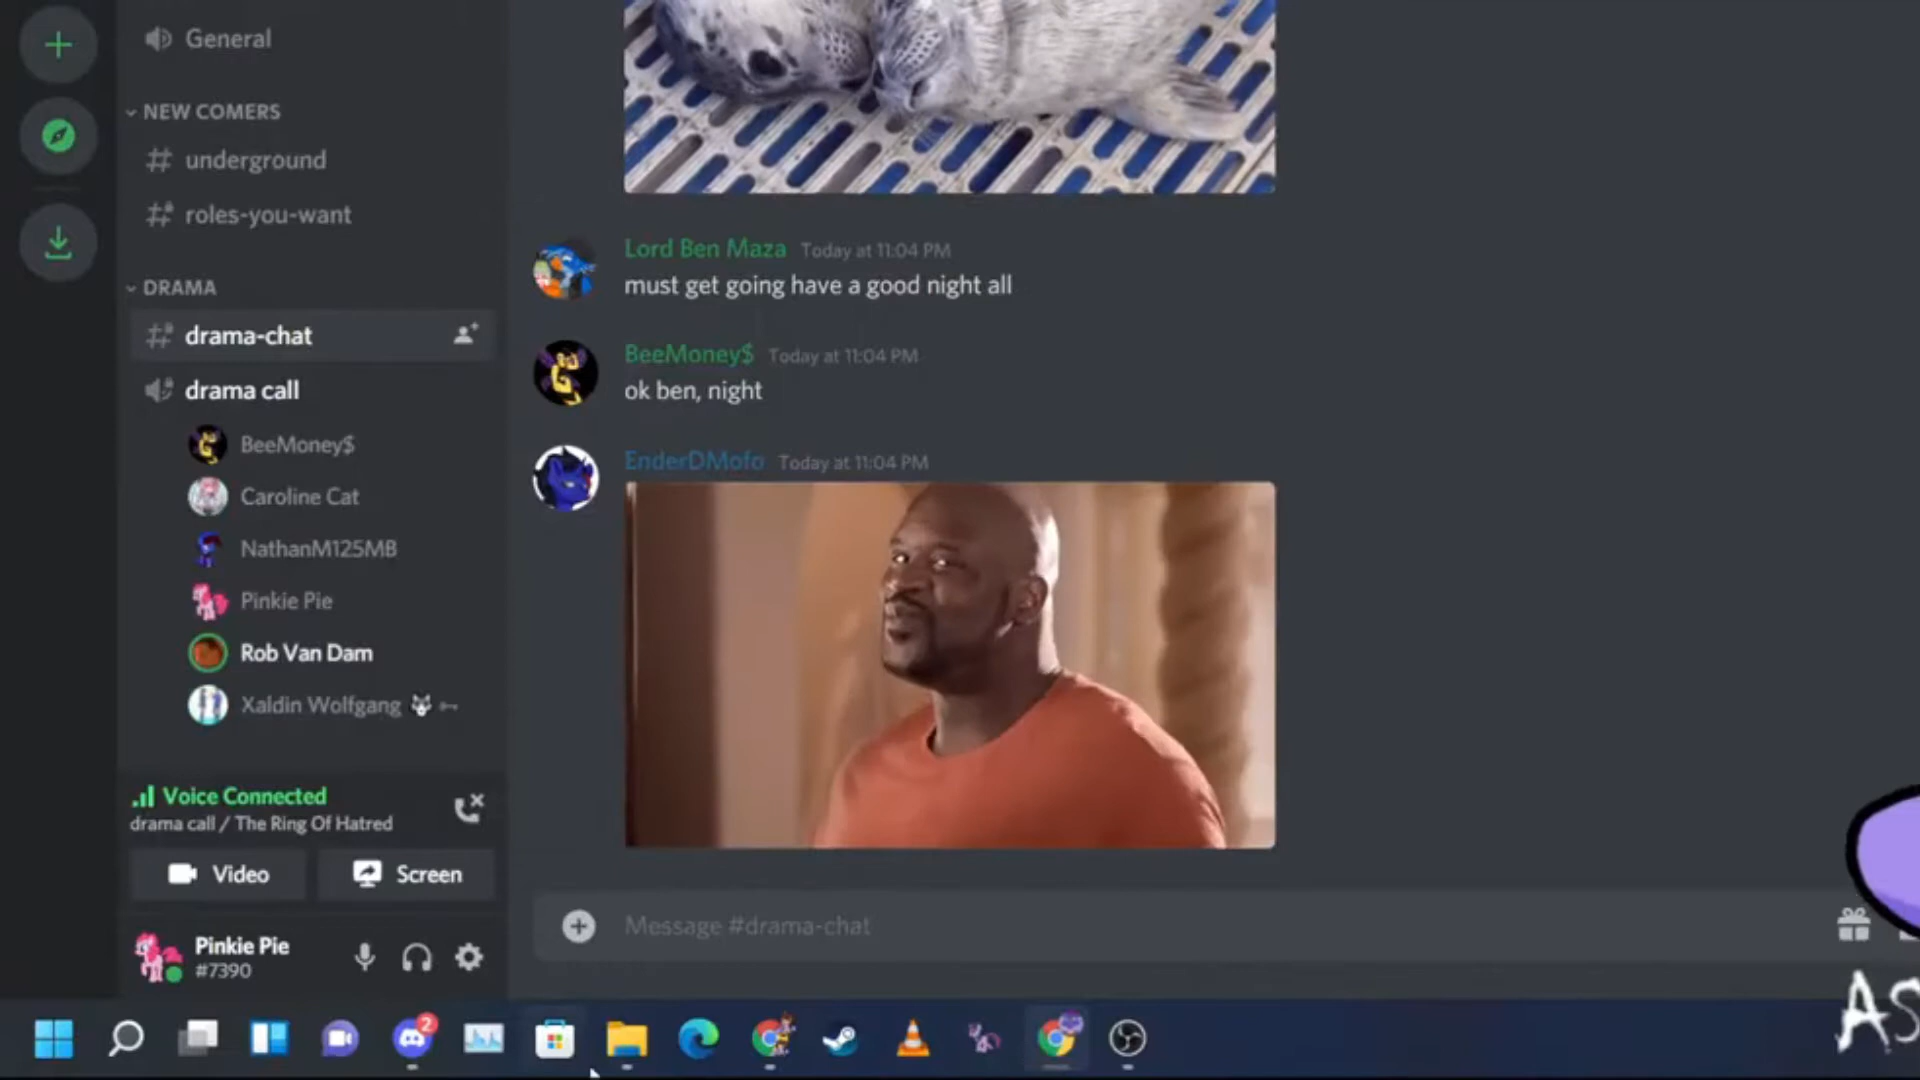 General
NEW COMERS
underground
roles-you-want
DRAMA
drama-chat
drama call
BeeMoney$
Caroline Cat
NathanM125MB
Pinkie Pie
Rob Van Dam
Xaldin Wolfgang
Voice Connected
drama call / The Ring Of Hatred
Video
Screen
Pinkie Pie
#7390
Lord Ben Maza Today at 11:04 PM
must get going have a good night all
BeeMoney$ Today at 11:04 PM
ok ben, night
EnderDMofo Today at 11:04 PM
Message #drama-chat
2
AS